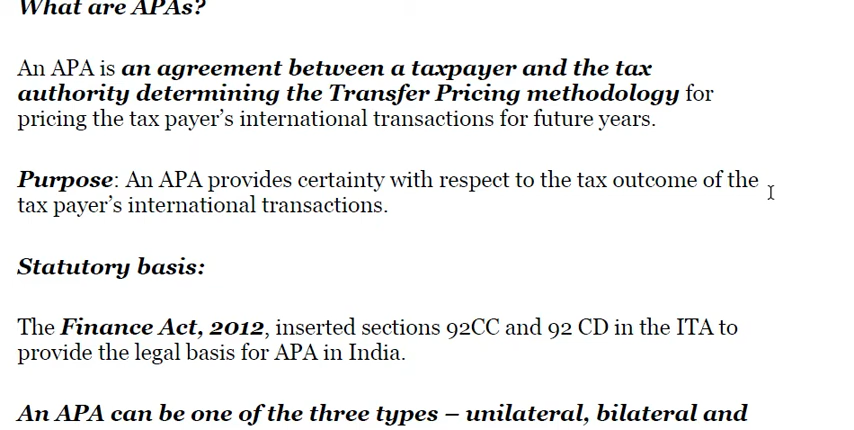 What are APAs?
An APA is an agreement between a taxpayer and the tax
authority determining the Transfer Pricing methodology for
pricing the tax payer’s international transactions for future years.
Purpose: An APA provides certainty with respect to the tax outcome of the
tax payer’s international transactions.
Statutory basis:
The Finance Act, 2012, inserted sections 92CC and 92 CD in the ITA to
provide the legal basis for APA in India.
An APA can be one of the three types – unilateral, bilateral and